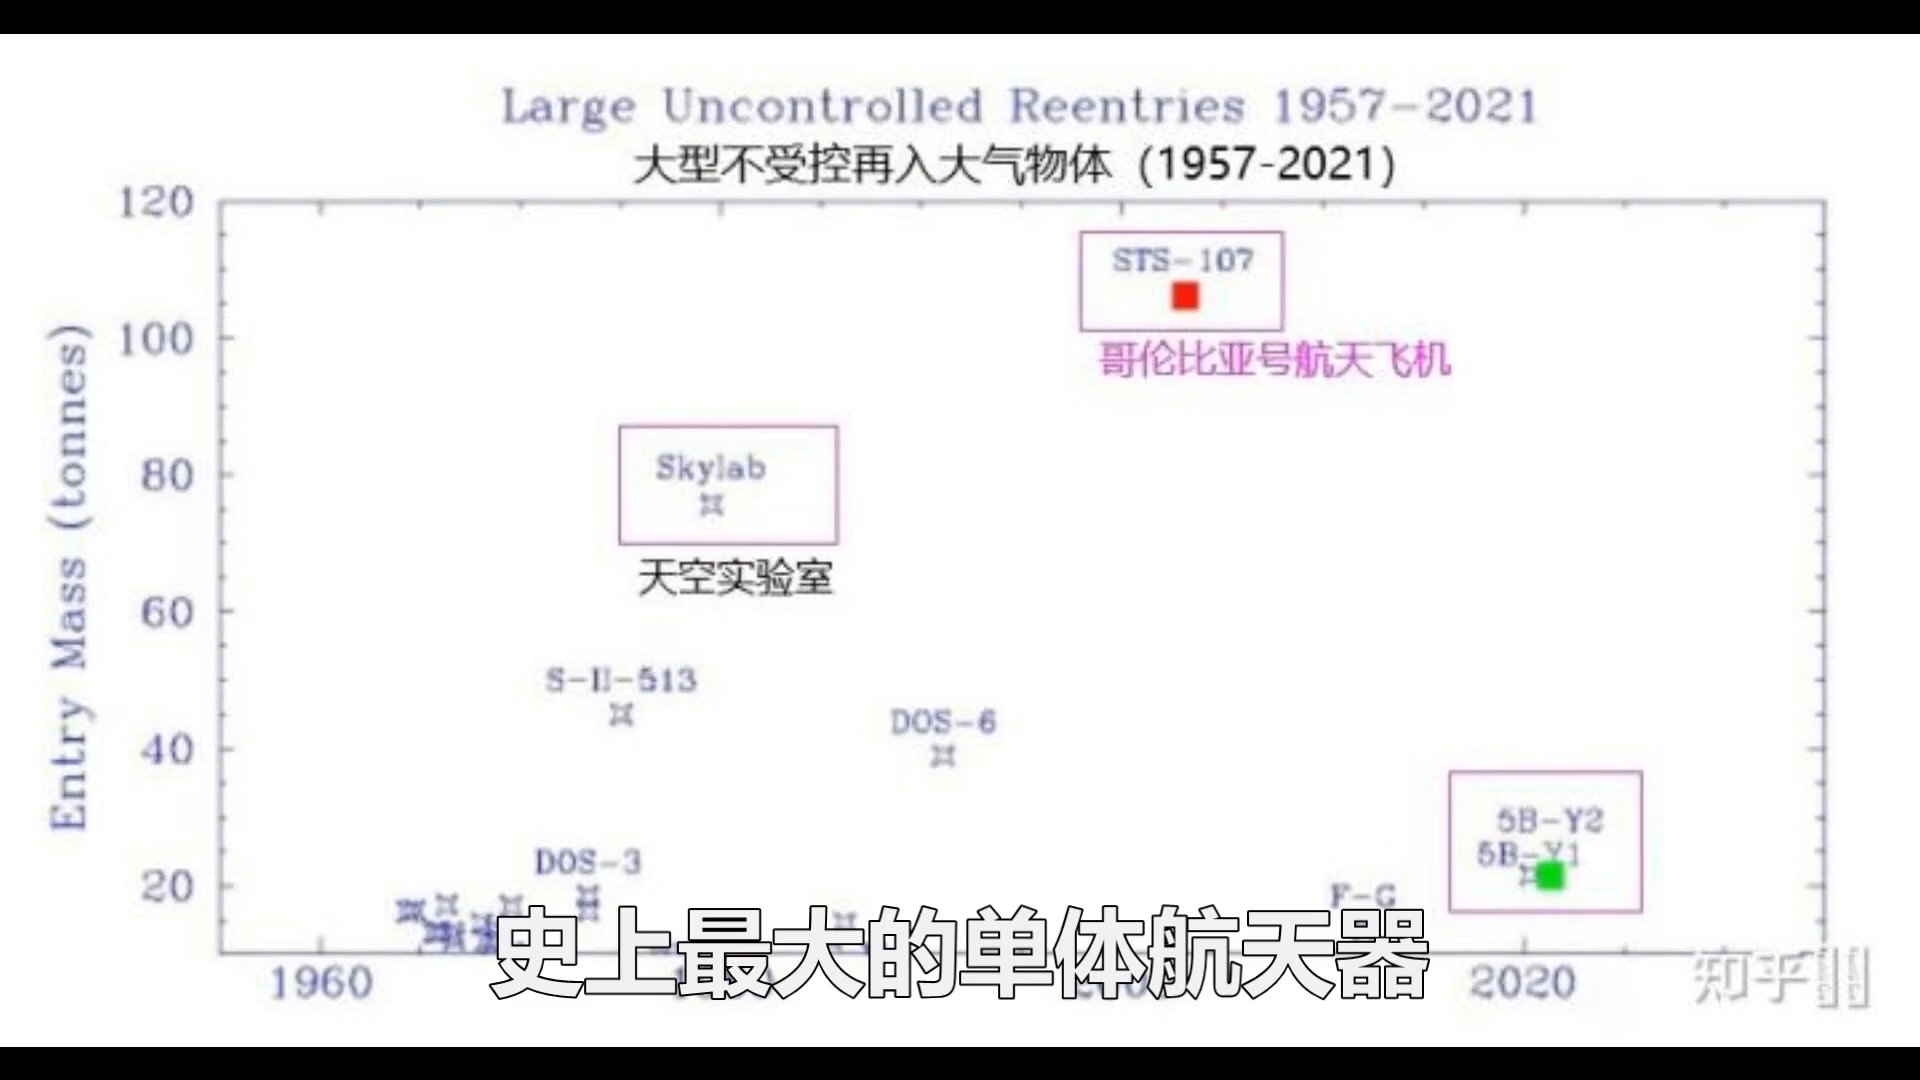 Large Uncontrolled Reentries 1957-2021
大型不受控再入大气物体（1957-2021）
120
STS-107
100
哥伦比亚号航天飞机
Entry Mass (tonnes)
Skylab
80
天空实验室
60
S-II-513
DOS-6
40
5B-Y2
5B-Y1
DOS-3
20
F-G
史上最大的单体航天器
1960
2020
知乎